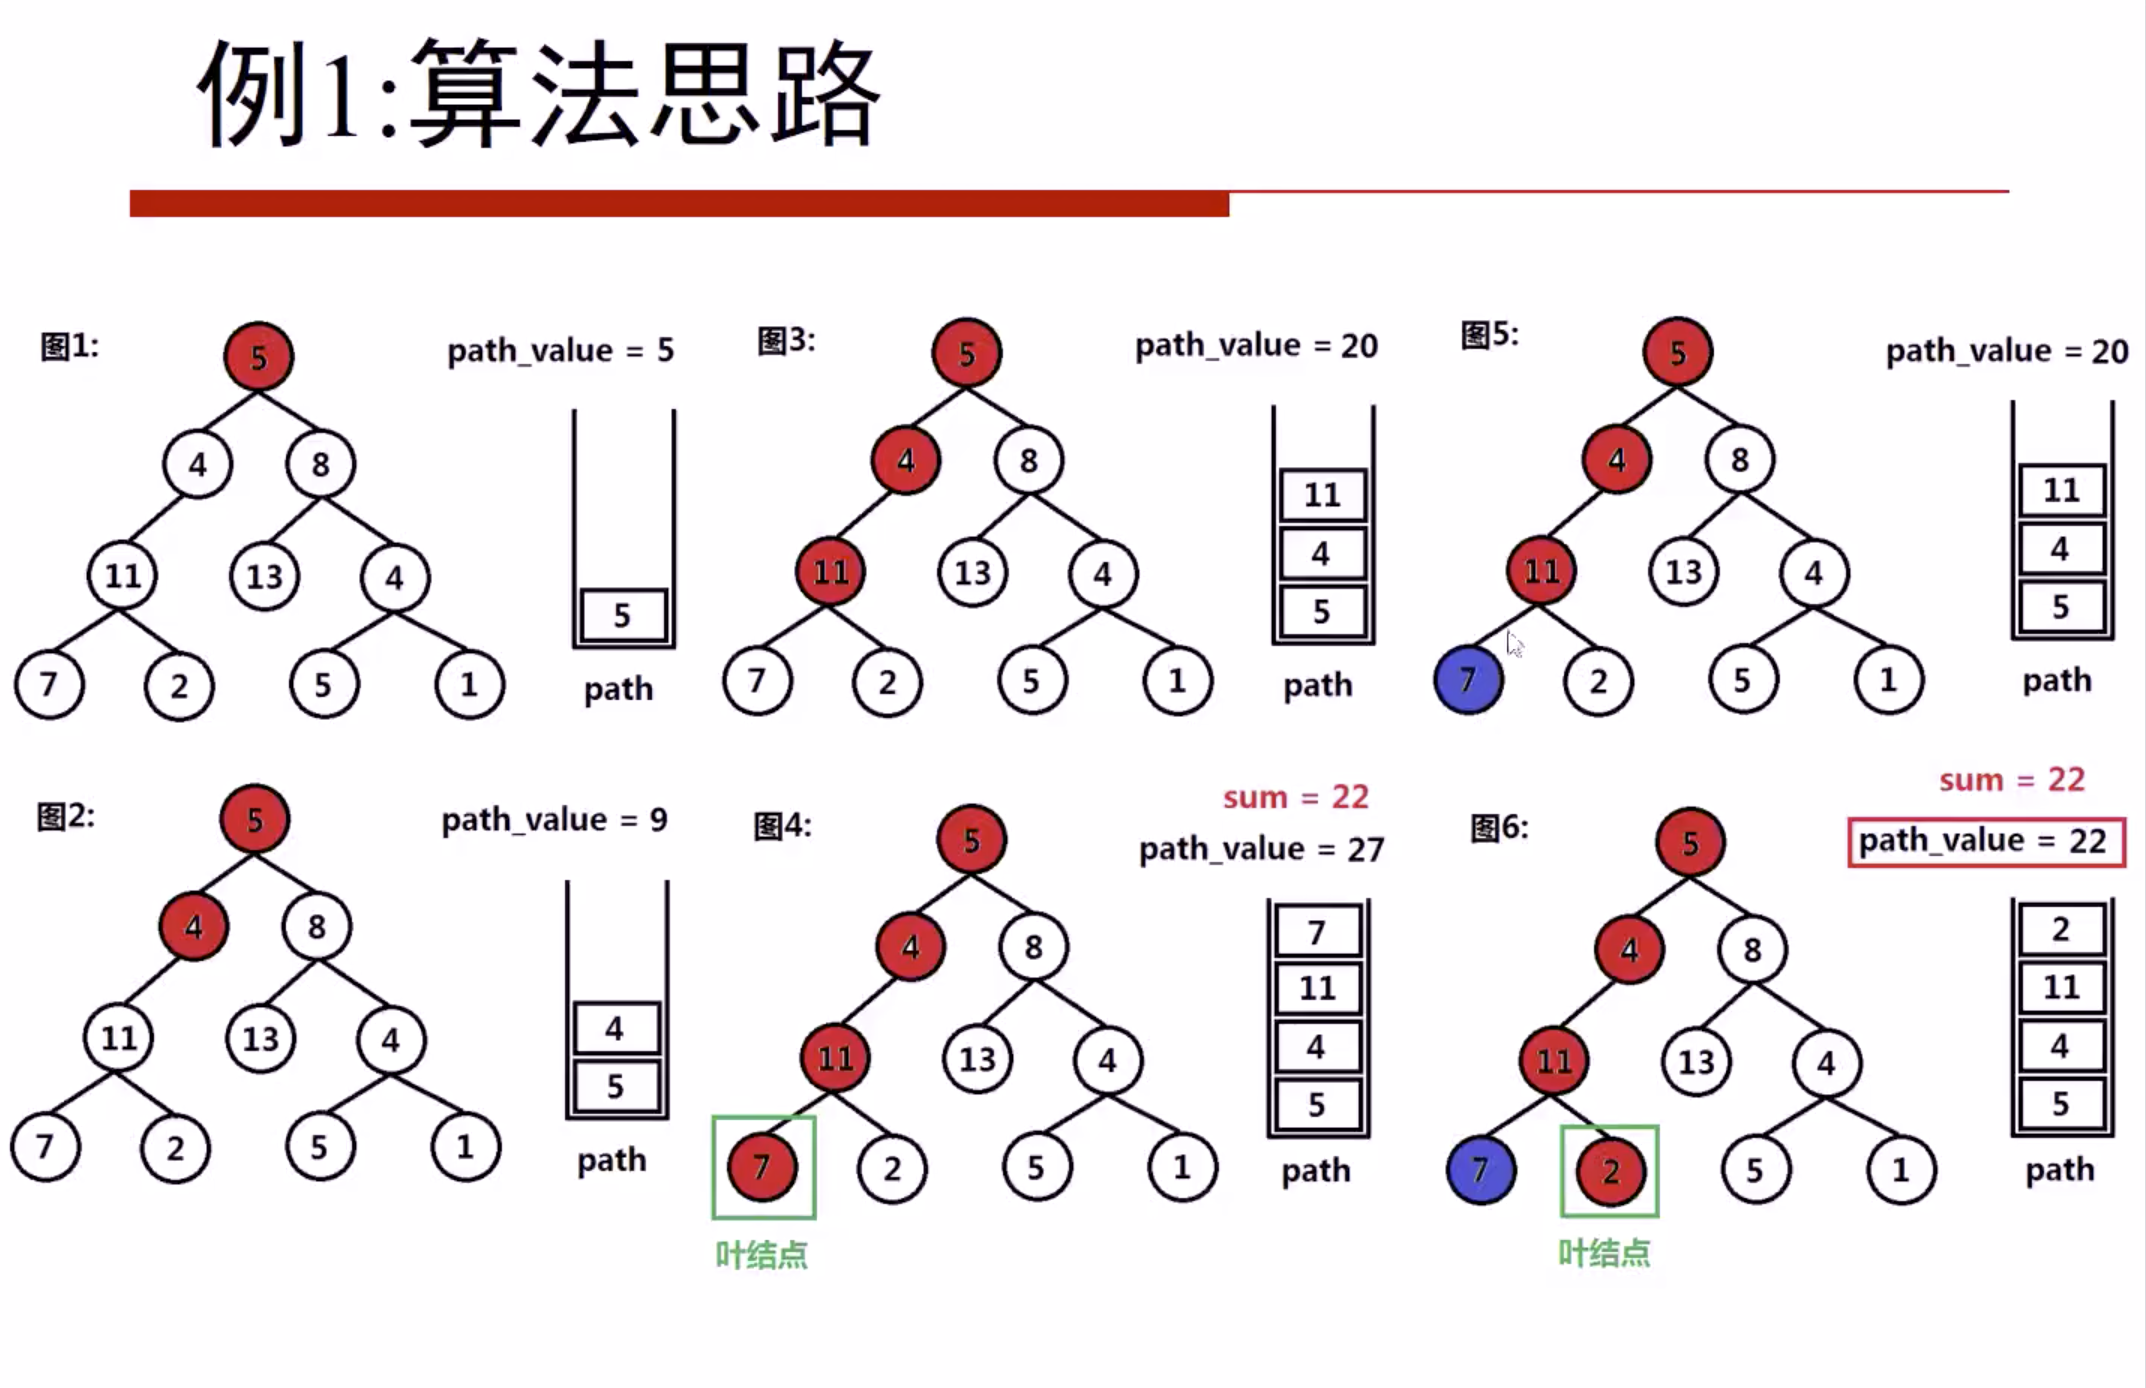 例1:算法思路
图1:
path_value = 5
5
4 8
11 13 4
7 2 5 1
5
path
图3:
path_value = 20
5
4 8
11 13 4
7 2 5 1
11
4
5
path
图5:
path_value = 20
5
4 8
11 13 4
7 2 5 1
11
4
5
path
图2:
path_value = 9
5
4 8
11 13 4
7 2 5 1
4
5
path
图4:
sum = 22
path_value = 27
5
4 8
11 13 4
7 2 5 1
叶结点
7
11
4
5
path
图6:
sum = 22
path_value = 22
5
4 8
11 13 4
7 2 5 1
叶结点
2
11
4
5
path